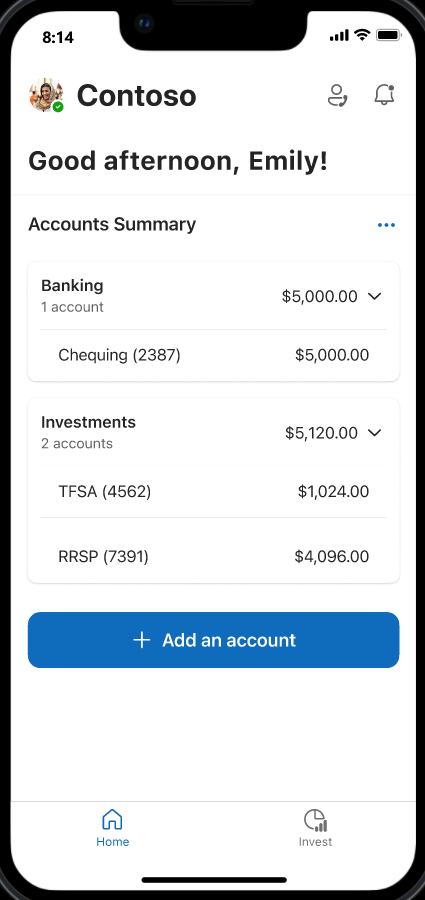 8:14
Contoso
Good afternoon, Emily!
Accounts Summary
Banking
1 account
$5,000.00
Chequing (2387) $5,000.00
Investments
2 accounts
$5,120.00
TFSA (4562) $1,024.00
RRSP (7391) $4,096.00
Add an account
Home Invest